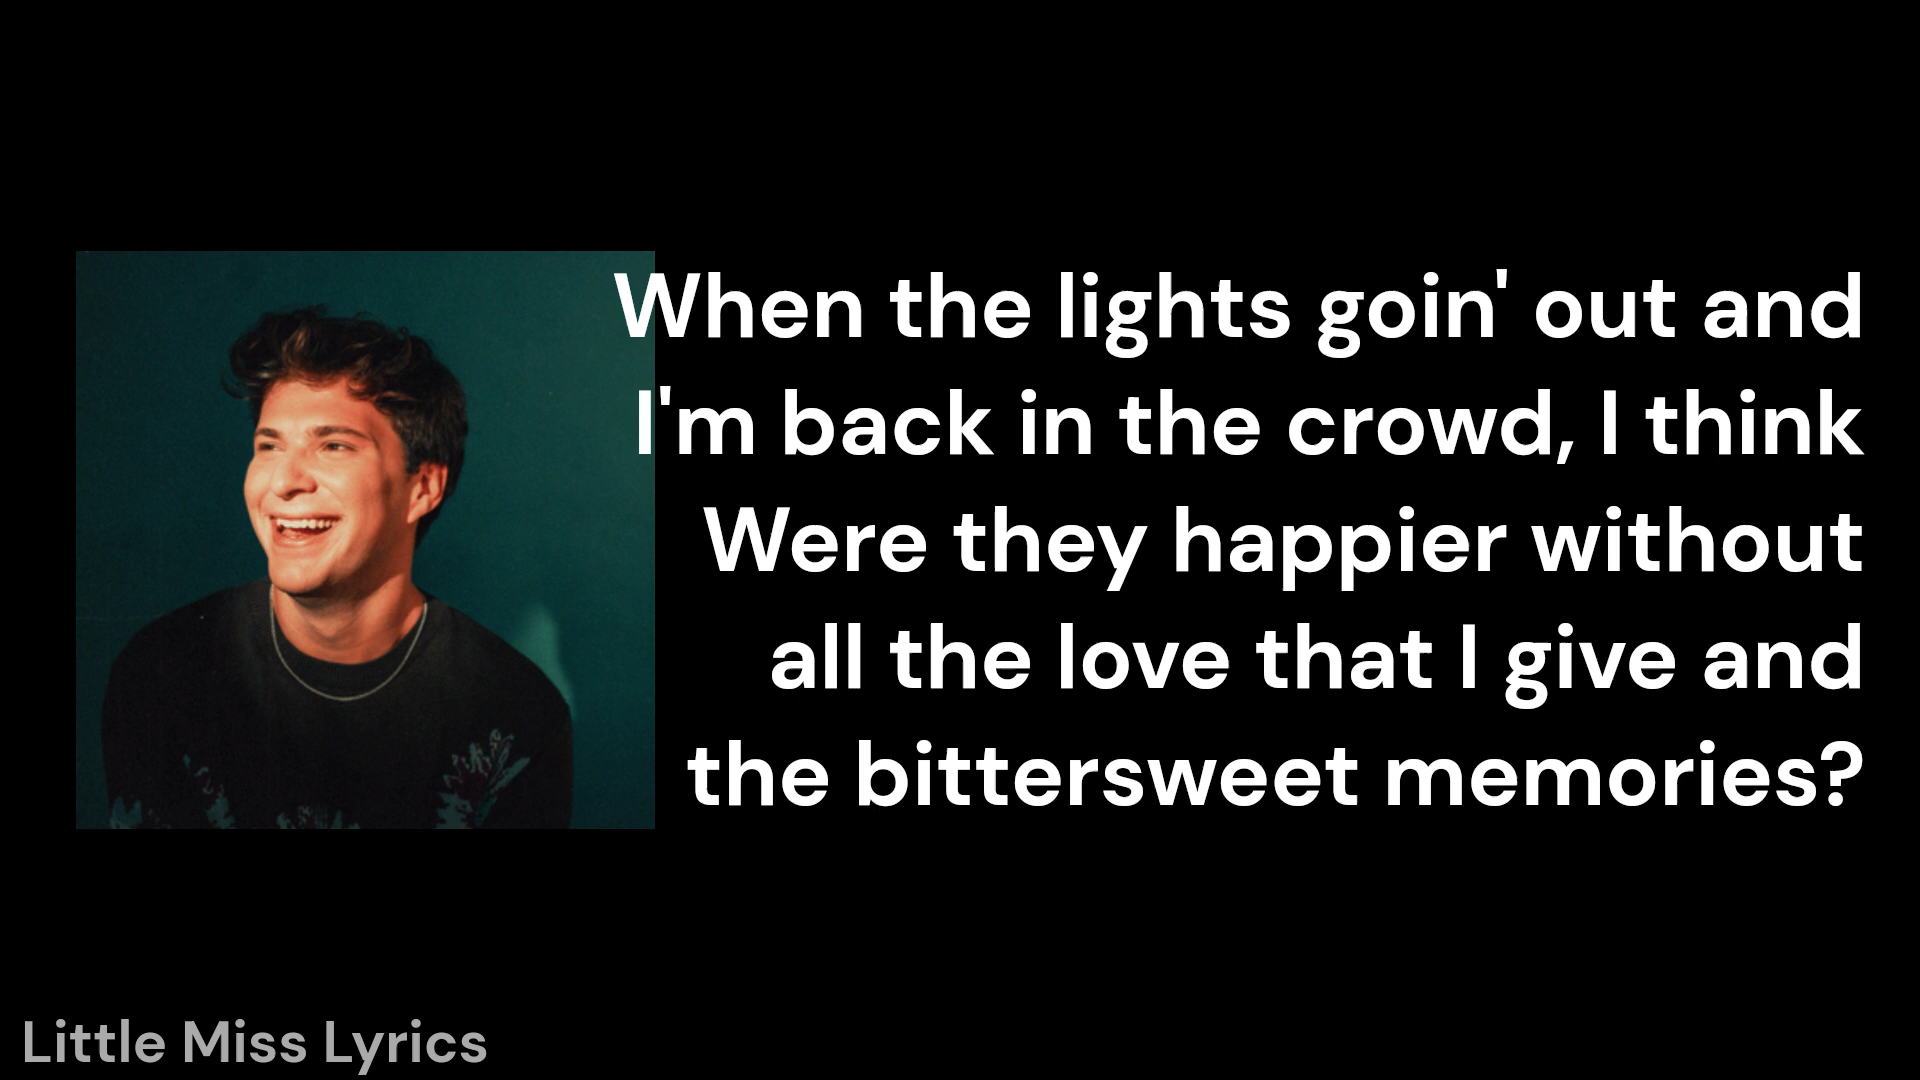 When the lights goin' out and
I'm back in the crowd, I think
Were they happier without
all the love that I give and
the bittersweet memories?
Little Miss Lyrics